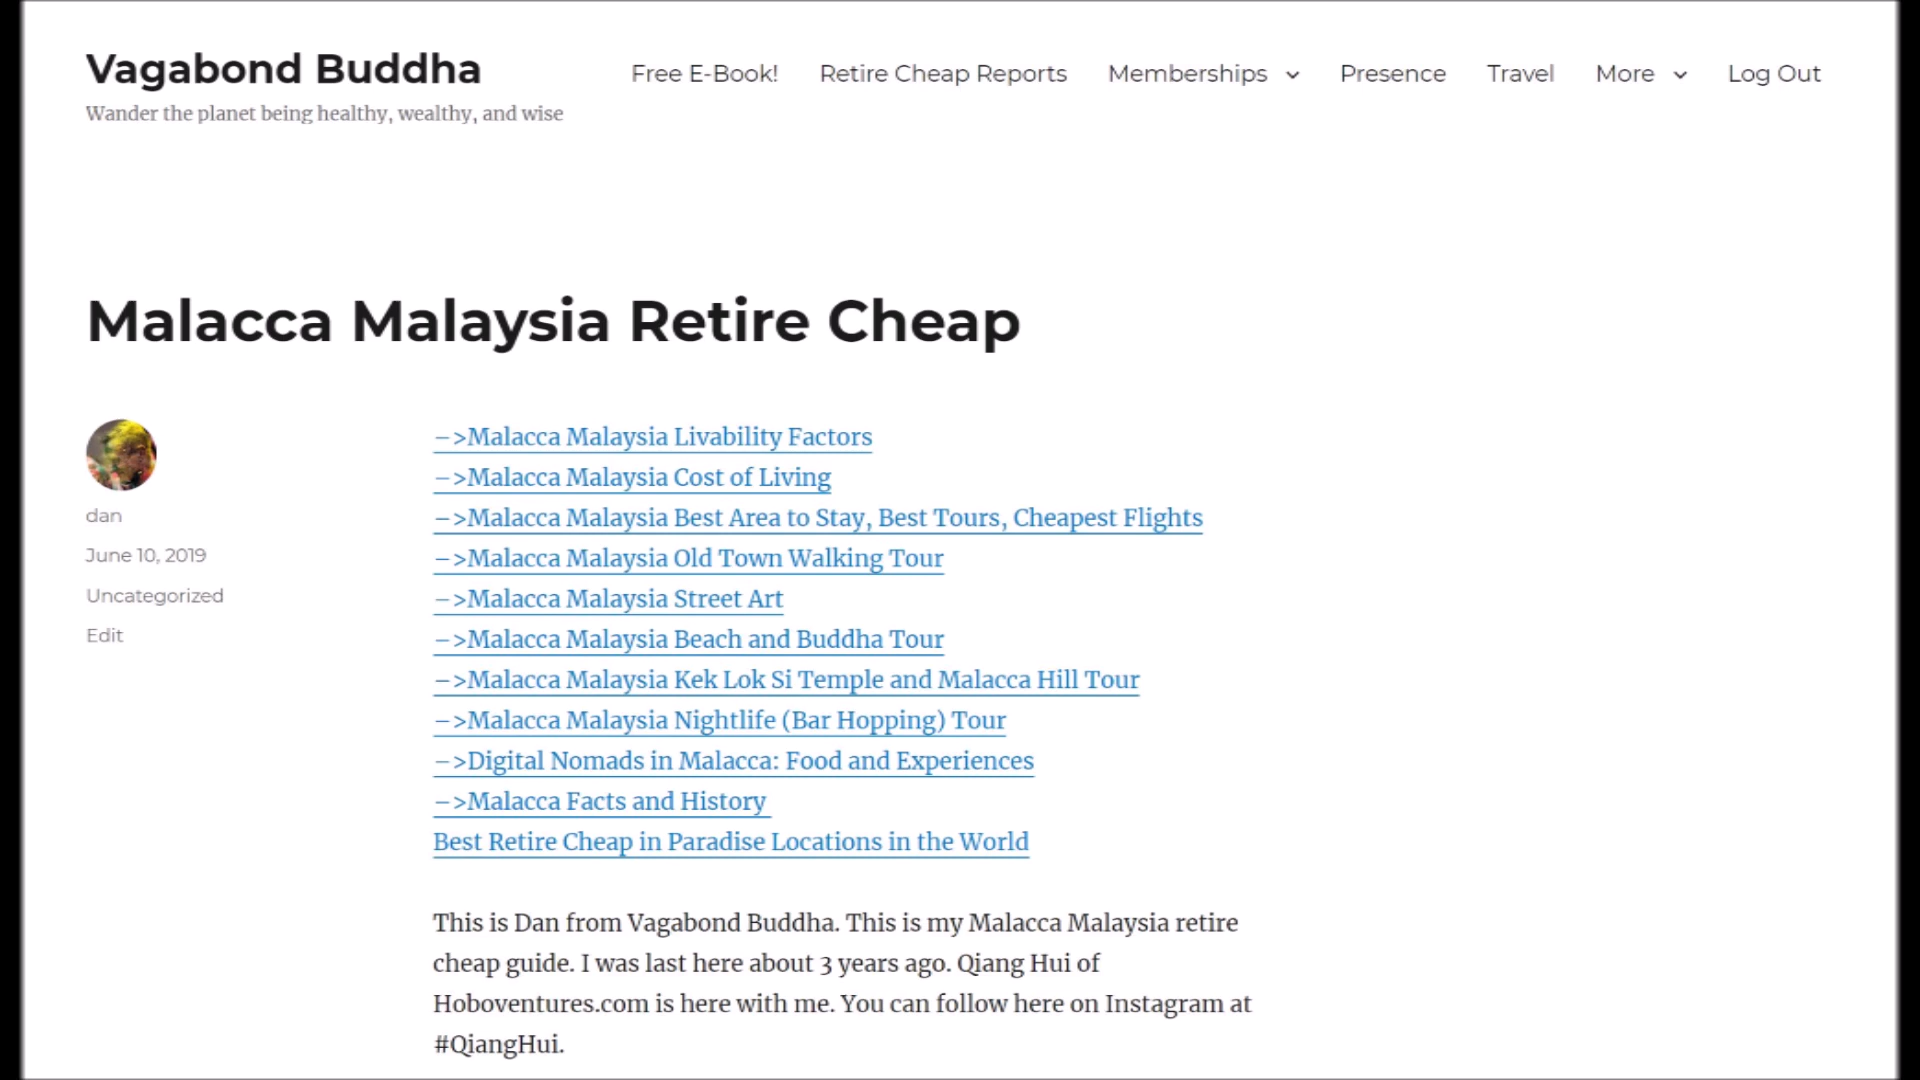 Vagabond Buddha
Wander the planet being healthy, wealthy, and wise
Free E-Book! Retire Cheap Reports Memberships Presence Travel More Log Out
Malacca Malaysia Retire Cheap
dan
June 10, 2019
Uncategorized
Edit
–>Malacca Malaysia Livability Factors
–>Malacca Malaysia Cost of Living
–>Malacca Malaysia Best Area to Stay, Best Tours, Cheapest Flights
–>Malacca Malaysia Old Town Walking Tour
–>Malacca Malaysia Street Art
–>Malacca Malaysia Beach and Buddha Tour
–>Malacca Malaysia Kek Lok Si Temple and Malacca Hill Tour
–>Malacca Malaysia Nightlife (Bar Hopping) Tour
–>Digital Nomads in Malacca: Food and Experiences
–>Malacca Facts and History
Best Retire Cheap in Paradise Locations in the World
This is Dan from Vagabond Buddha. This is my Malacca Malaysia retire
cheap guide. I was last here about 3 years ago. Qiang Hui of
Hoboventures.com is here with me. You can follow here on Instagram at
#QiangHui.